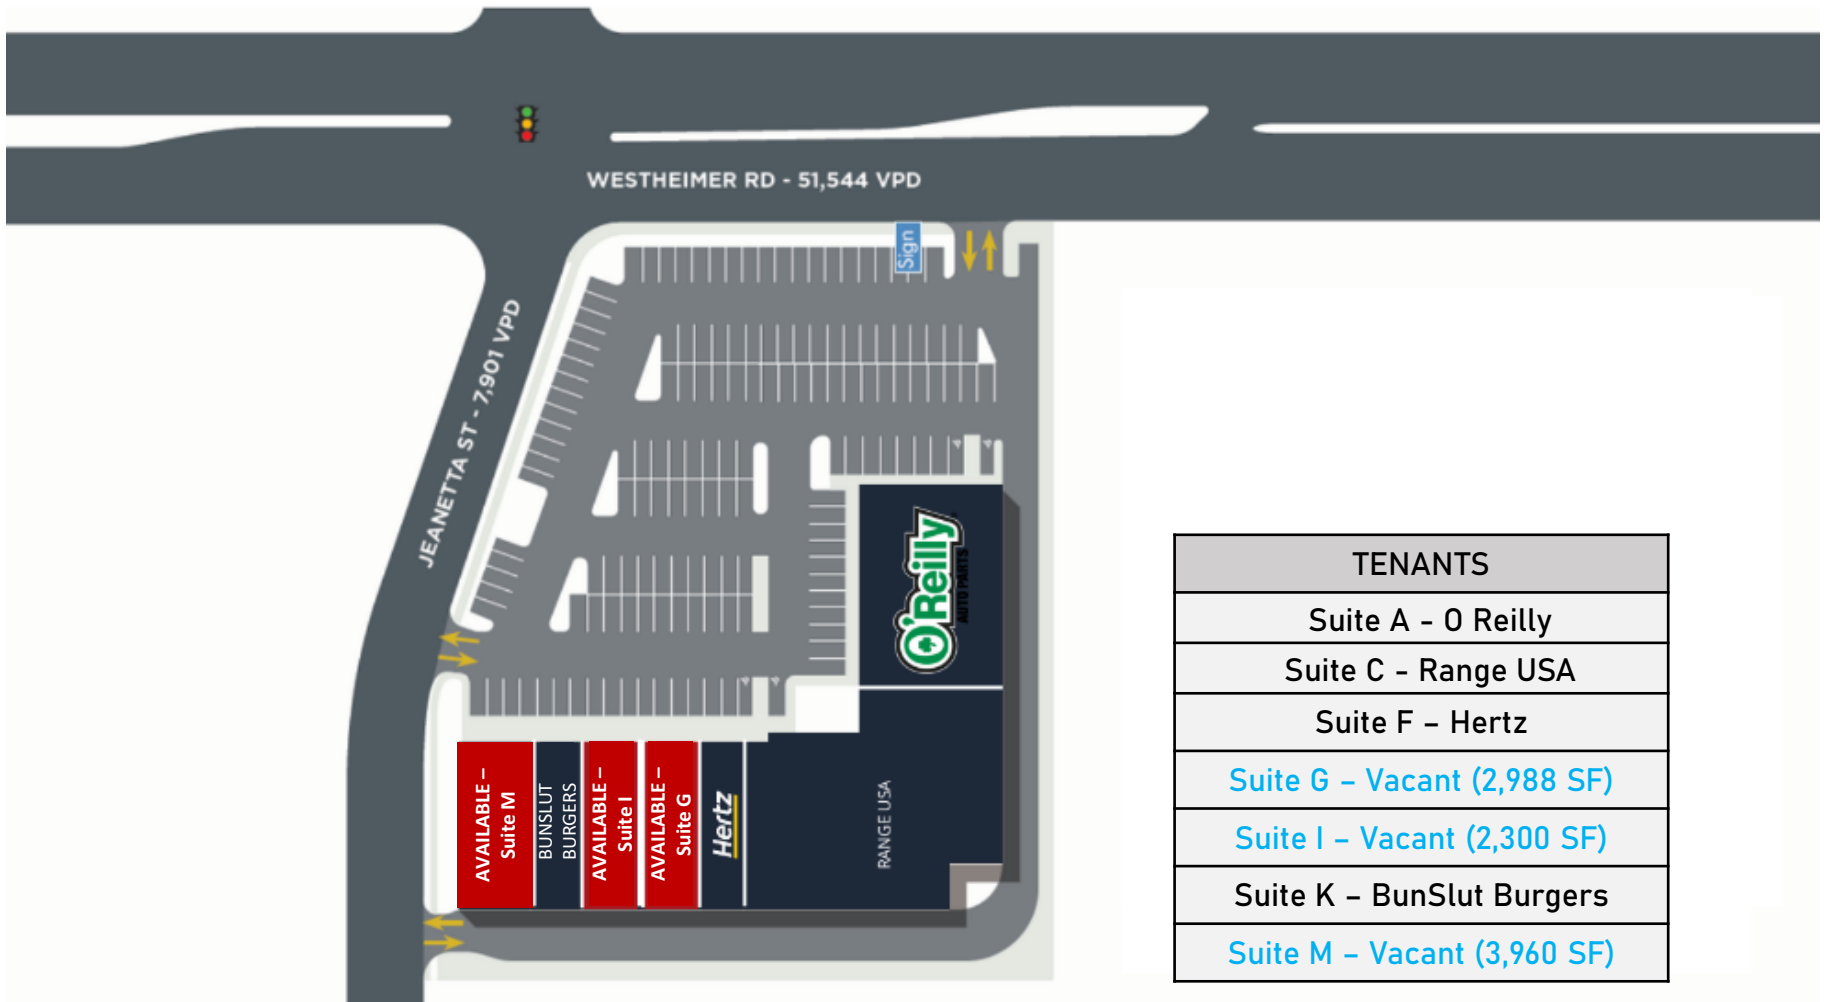 WESTHEIMER RD - 51,544 VPD
Sign
JEANETTA ST - 7,901 VPD
O'Reilly
AUTO PARTS
AVAILABLE –
Suite M
BUNSLUT
BURGERS
AVAILABLE –
Suite I
AVAILABLE –
Suite G
Hertz
RANGE USA
TENANTS
Suite A - O Reilly
Suite C - Range USA
Suite F – Hertz
Suite G – Vacant (2,988 SF)
Suite I – Vacant (2,300 SF)
Suite K – BunSlut Burgers
Suite M – Vacant (3,960 SF)